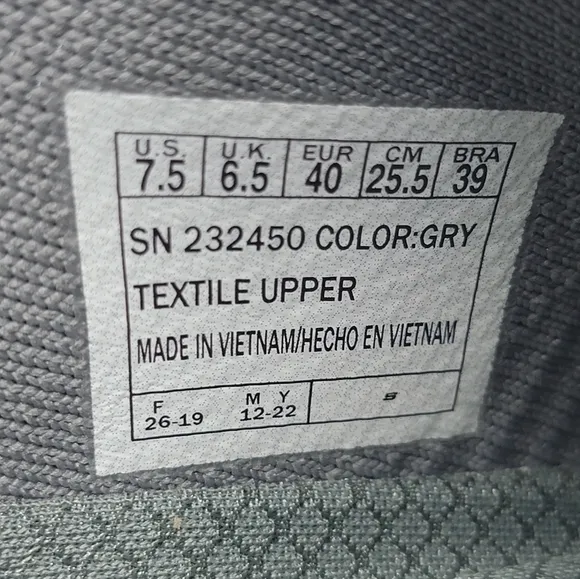 U.S. U.K. EUR CM BRA
7.5 6.5 40 25.5 39
SN 232450 COLOR:GRY
TEXTILE UPPER
MADE IN VIETNAM/HECHO EN VIETNAM
F M Y
26-19 12-22